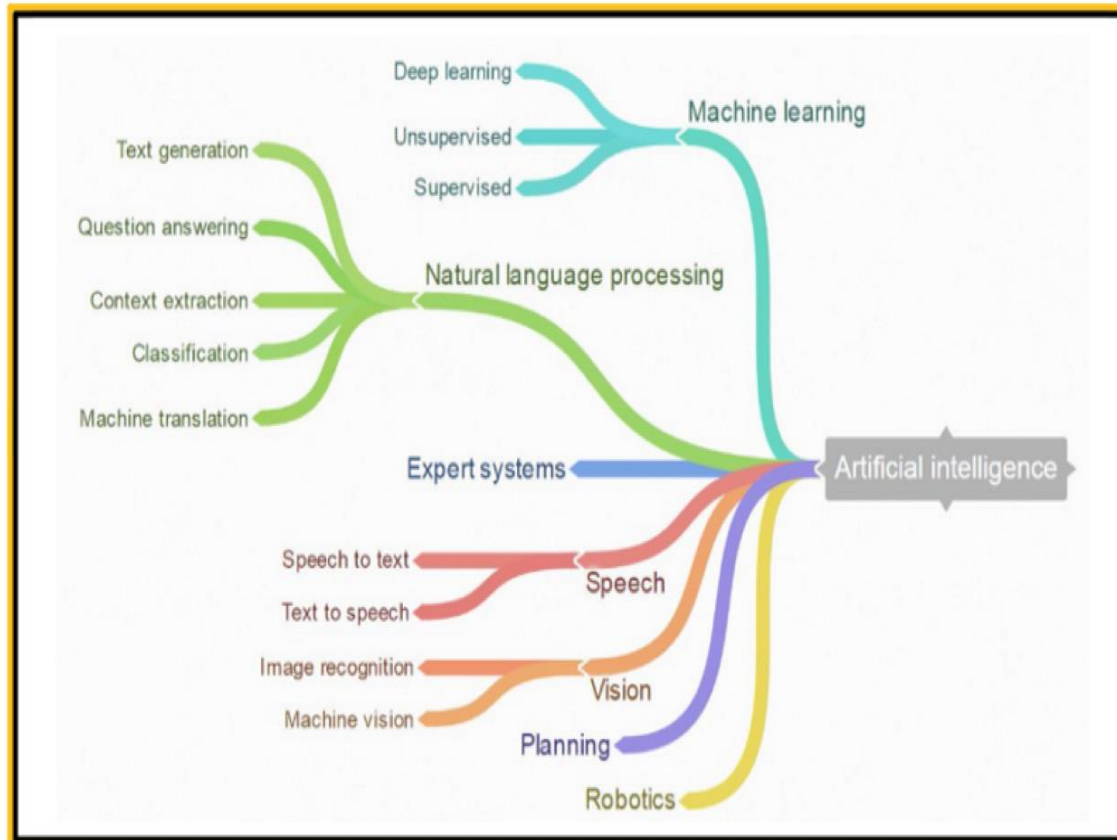 Deep learning
Unsupervised
Supervised
Machine learning
Text generation
Question answering
Context extraction
Classification
Machine translation
Natural language processing
Expert systems
Artificial intelligence
Speech to text
Text to speech
Speech
Image recognition
Machine vision
Vision
Planning
Robotics